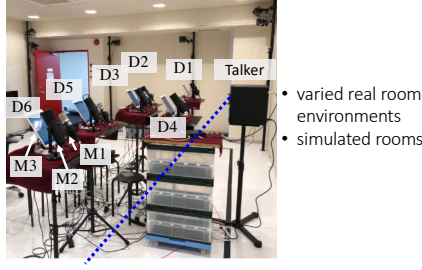 D2
D1
Talker
D3
D5
D6
D4
M1
M3
M2
• varied real room
environments
• simulated rooms